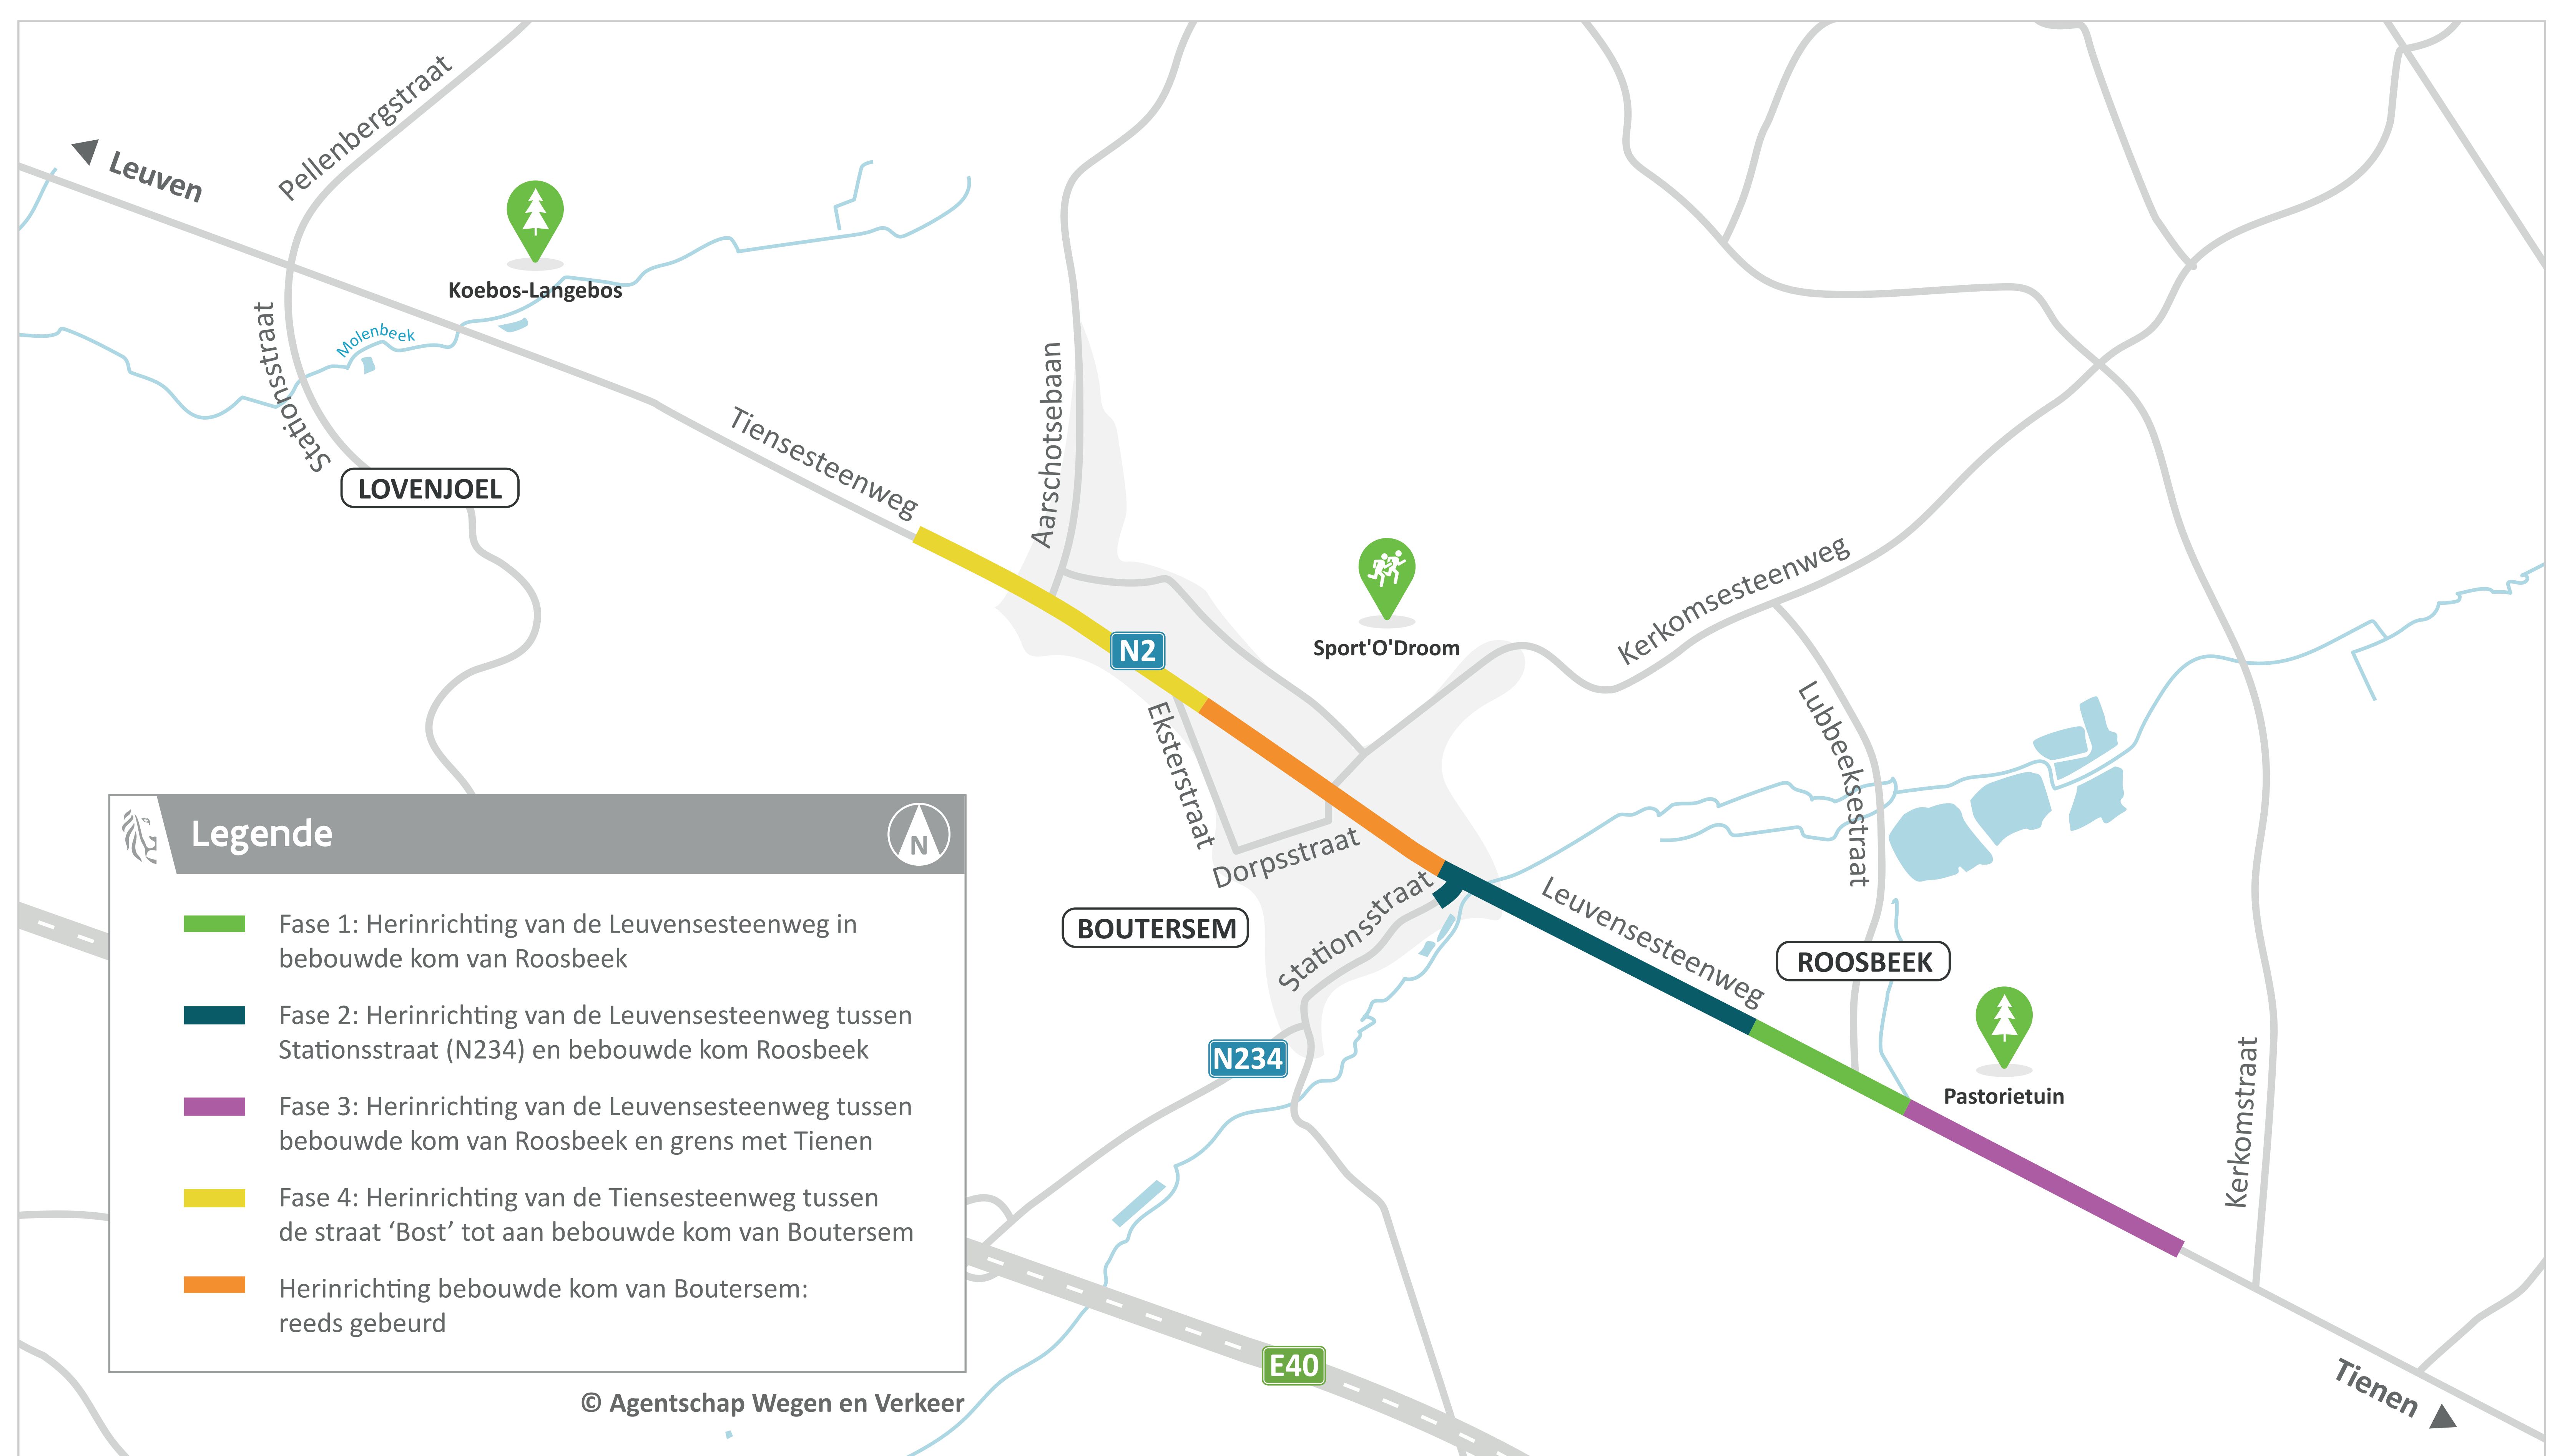 Pellenbergstraat
Leuven
Koebos-Langebos
Molenbeek
Stationsstraat
LOVENJOEL
Tiensesteenweg
Aarschotsebaan
N2
Sport'O'Droom
Kerkomsesteenweg
Eksterstraat
Lubbeeksestraat
Dorpsstraat
Stationsstraat
Leuvensesteenweg
BOUTERSEM
ROOSBEEK
N234
Pastorietuin
Kerkomstraat
E40
Tienen
Legende
N
Fase 1: Herinrichting van de Leuvensesteenweg in
bebouwde kom van Roosbeek
Fase 2: Herinrichting van de Leuvensesteenweg tussen
Stationsstraat (N234) en bebouwde kom Roosbeek
Fase 3: Herinrichting van de Leuvensesteenweg tussen
bebouwde kom van Roosbeek en grens met Tienen
Fase 4: Herinrichting van de Tiensesteenweg tussen
de straat ‘Bost’ tot aan bebouwde kom van Boutersem
Herinrichting bebouwde kom van Boutersem:
reeds gebeurd
© Agentschap Wegen en Verkeer